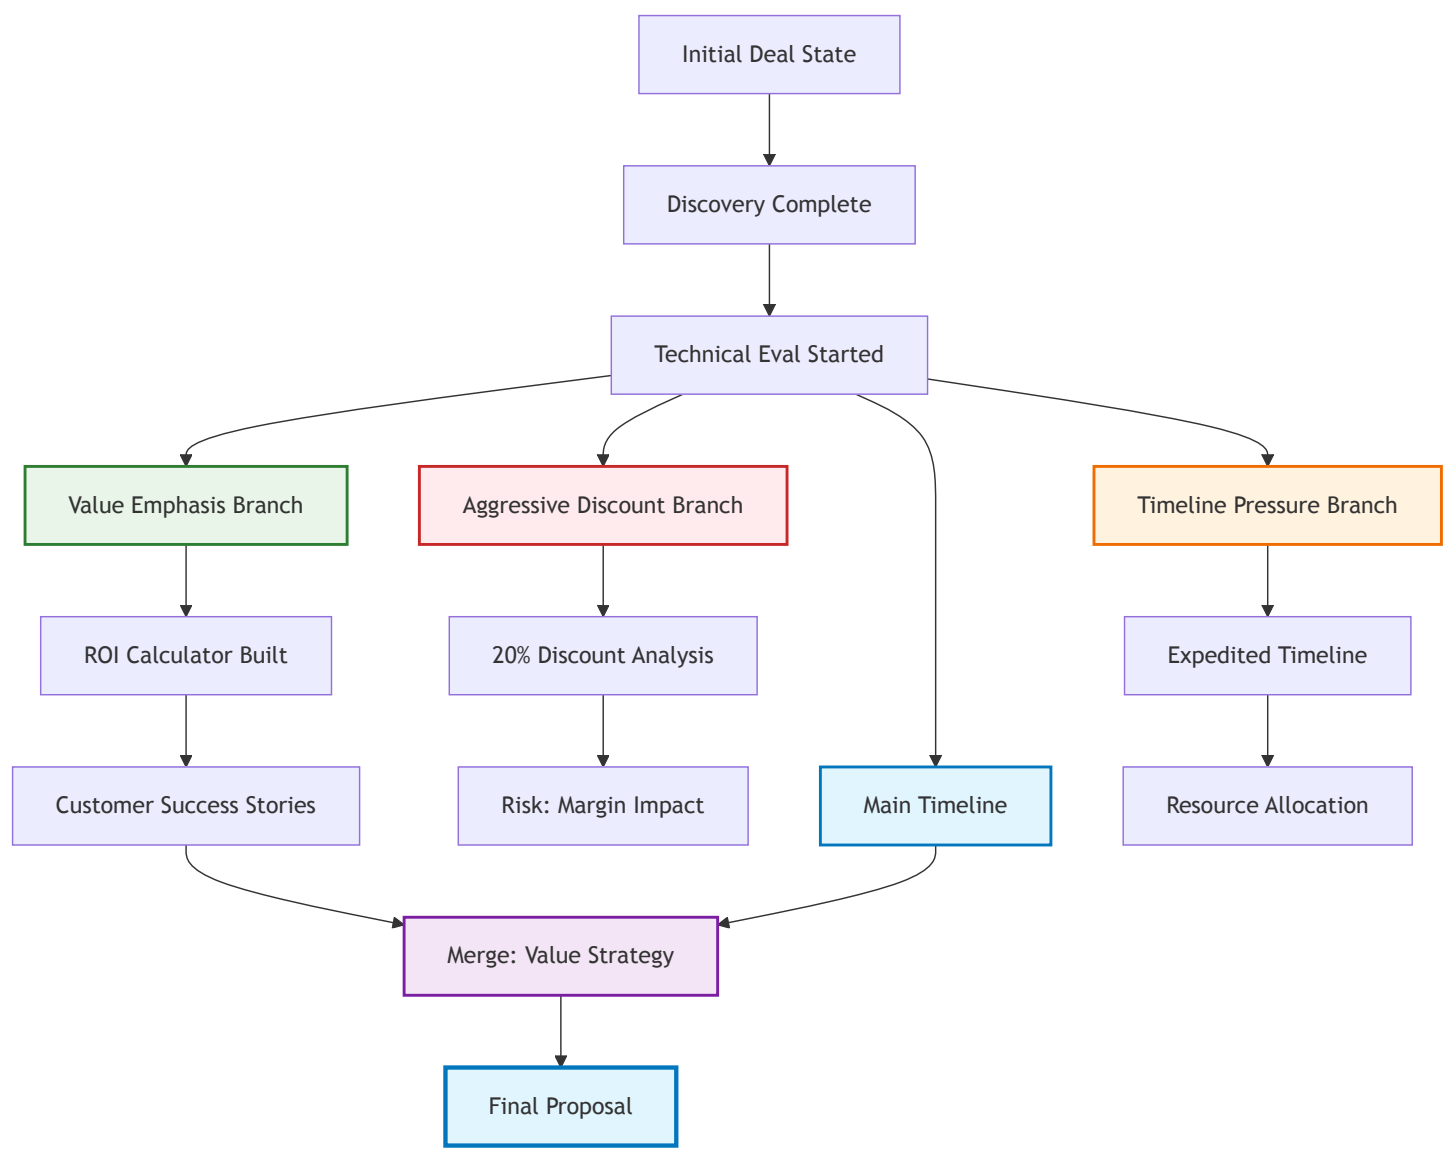 Initial Deal State
Discovery Complete
Technical Eval Started
Value Emphasis Branch
Aggressive Discount Branch
Timeline Pressure Branch
ROI Calculator Built
20% Discount Analysis
Expedited Timeline
Customer Success Stories
Risk: Margin Impact
Main Timeline
Resource Allocation
Merge: Value Strategy
Final Proposal